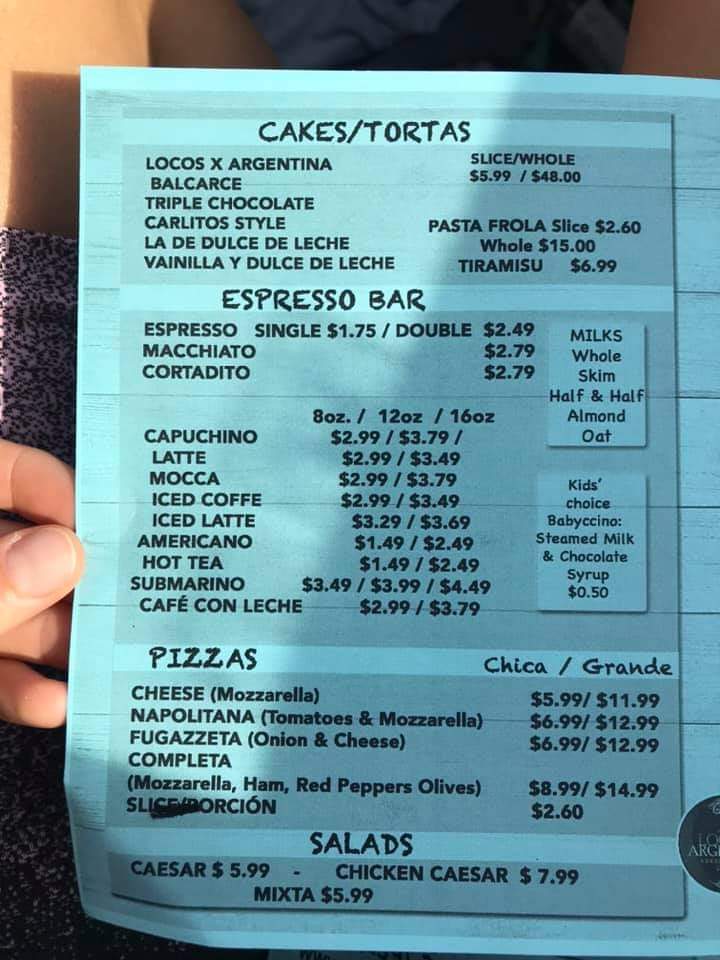 CAKES/TORTAS
LOCOS X ARGENTINA SLICE/WHOLE
BALCARCE $5.99 / $48.00
TRIPLE CHOCOLATE
CARLITOS STYLE PASTA FROLA Slice $2.60
LA DE DULCE DE LECHE Whole $15.00
VAINILLA Y DULCE DE LECHE TIRAMISU $6.99
ESPRESSO BAR
ESPRESSO SINGLE $1.75 / DOUBLE $2.49
MACCHIATO $2.79
CORTADITO $2.79
MILKS
Whole
Skim
Half & Half
Almond
Oat
8oz. / 12oz / 16oz
CAPUCHINO $2.99 / $3.79 /
LATTE $2.99 / $3.49
MOCCA $2.99 / $3.79
ICED COFFE $2.99 / $3.49
ICED LATTE $3.29 / $3.69
AMERICANO $1.49 / $2.49
HOT TEA $1.49 / $2.49
SUBMARINO $3.49 / $3.99 / $4.49
CAFÉ CON LECHE $2.99 / $3.79
Kids'
choice
Babyccino:
Steamed Milk
& Chocolate
Syrup
$0.50
PIZZAS Chica / Grande
CHEESE (Mozzarella) $5.99/ $11.99
NAPOLITANA (Tomatoes & Mozzarella) $6.99/ $12.99
FUGAZZETA (Onion & Cheese) $6.99/ $12.99
COMPLETA
(Mozzarella, Ham, Red Peppers Olives) $8.99/ $14.99
SLICE/PORCIÓN $2.60
SALADS
CAESAR $ 5.99 - CHICKEN CAESAR $ 7.99
MIXTA $5.99